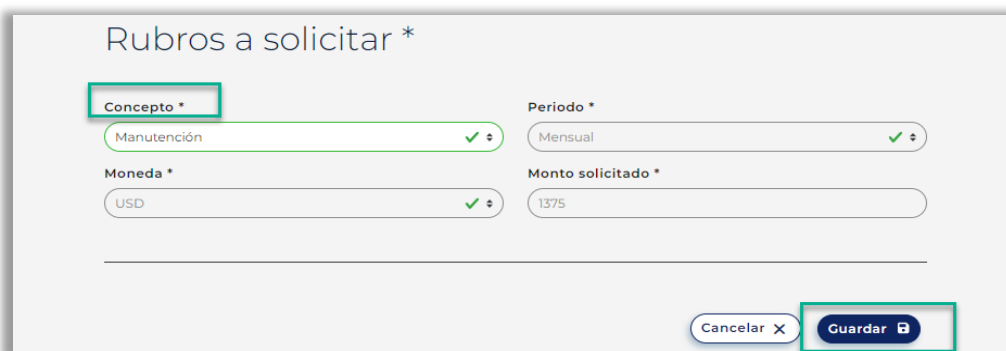 Rubros a solicitar *
Concepto * Periodo *
Manutención Mensual
Moneda * Monto solicitado *
USD 1375
Cancelar X Guardar